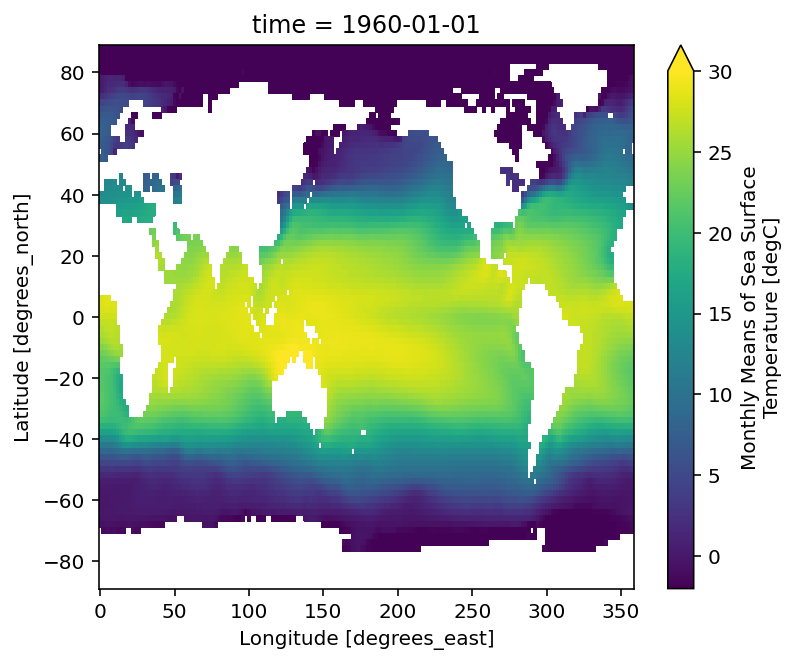 time = 1960-01-01
80
60
40
20
0
−20
−40
−60
−80
Latitude [degrees_north]
0 50 100 150 200 250 300 350
Longitude [degrees_east]
30
25
20
15
10
5
0
Monthly Means of Sea Surface
Temperature [degC]